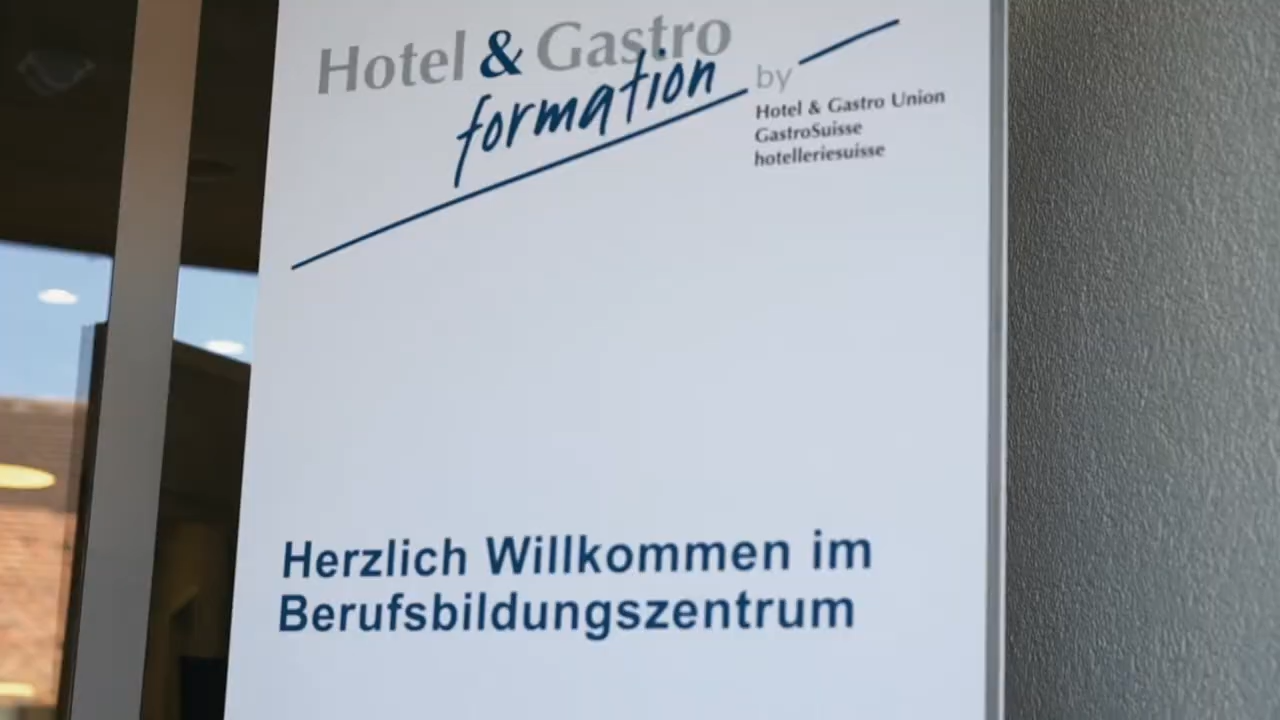 Hotel & Gastro
formation
by
Hotel & Gastro Union
GastroSuisse
hotelleriesuisse
Herzlich Willkommen im
Berufsbildungszentrum